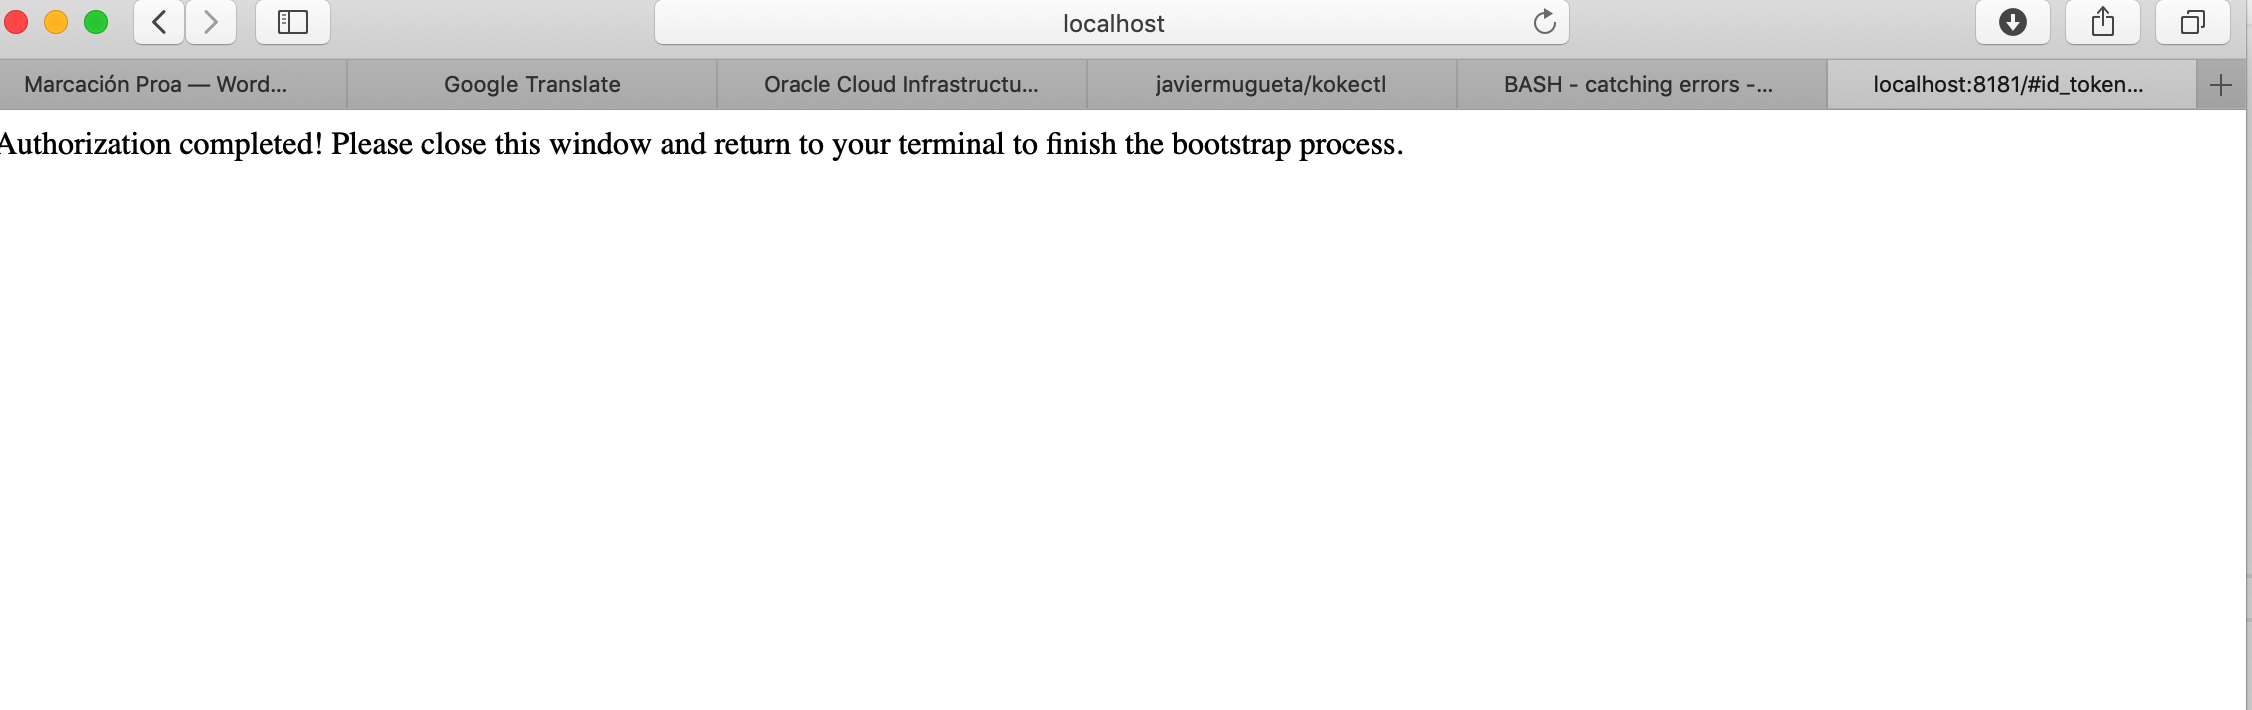 localhost
Marcación Proa — Word...
Google Translate
Oracle Cloud Infrastructu...
javiermugueta/kokectl
BASH - catching errors -...
localhost:8181/#id_token...
Authorization completed! Please close this window and return to your terminal to finish the bootstrap process.